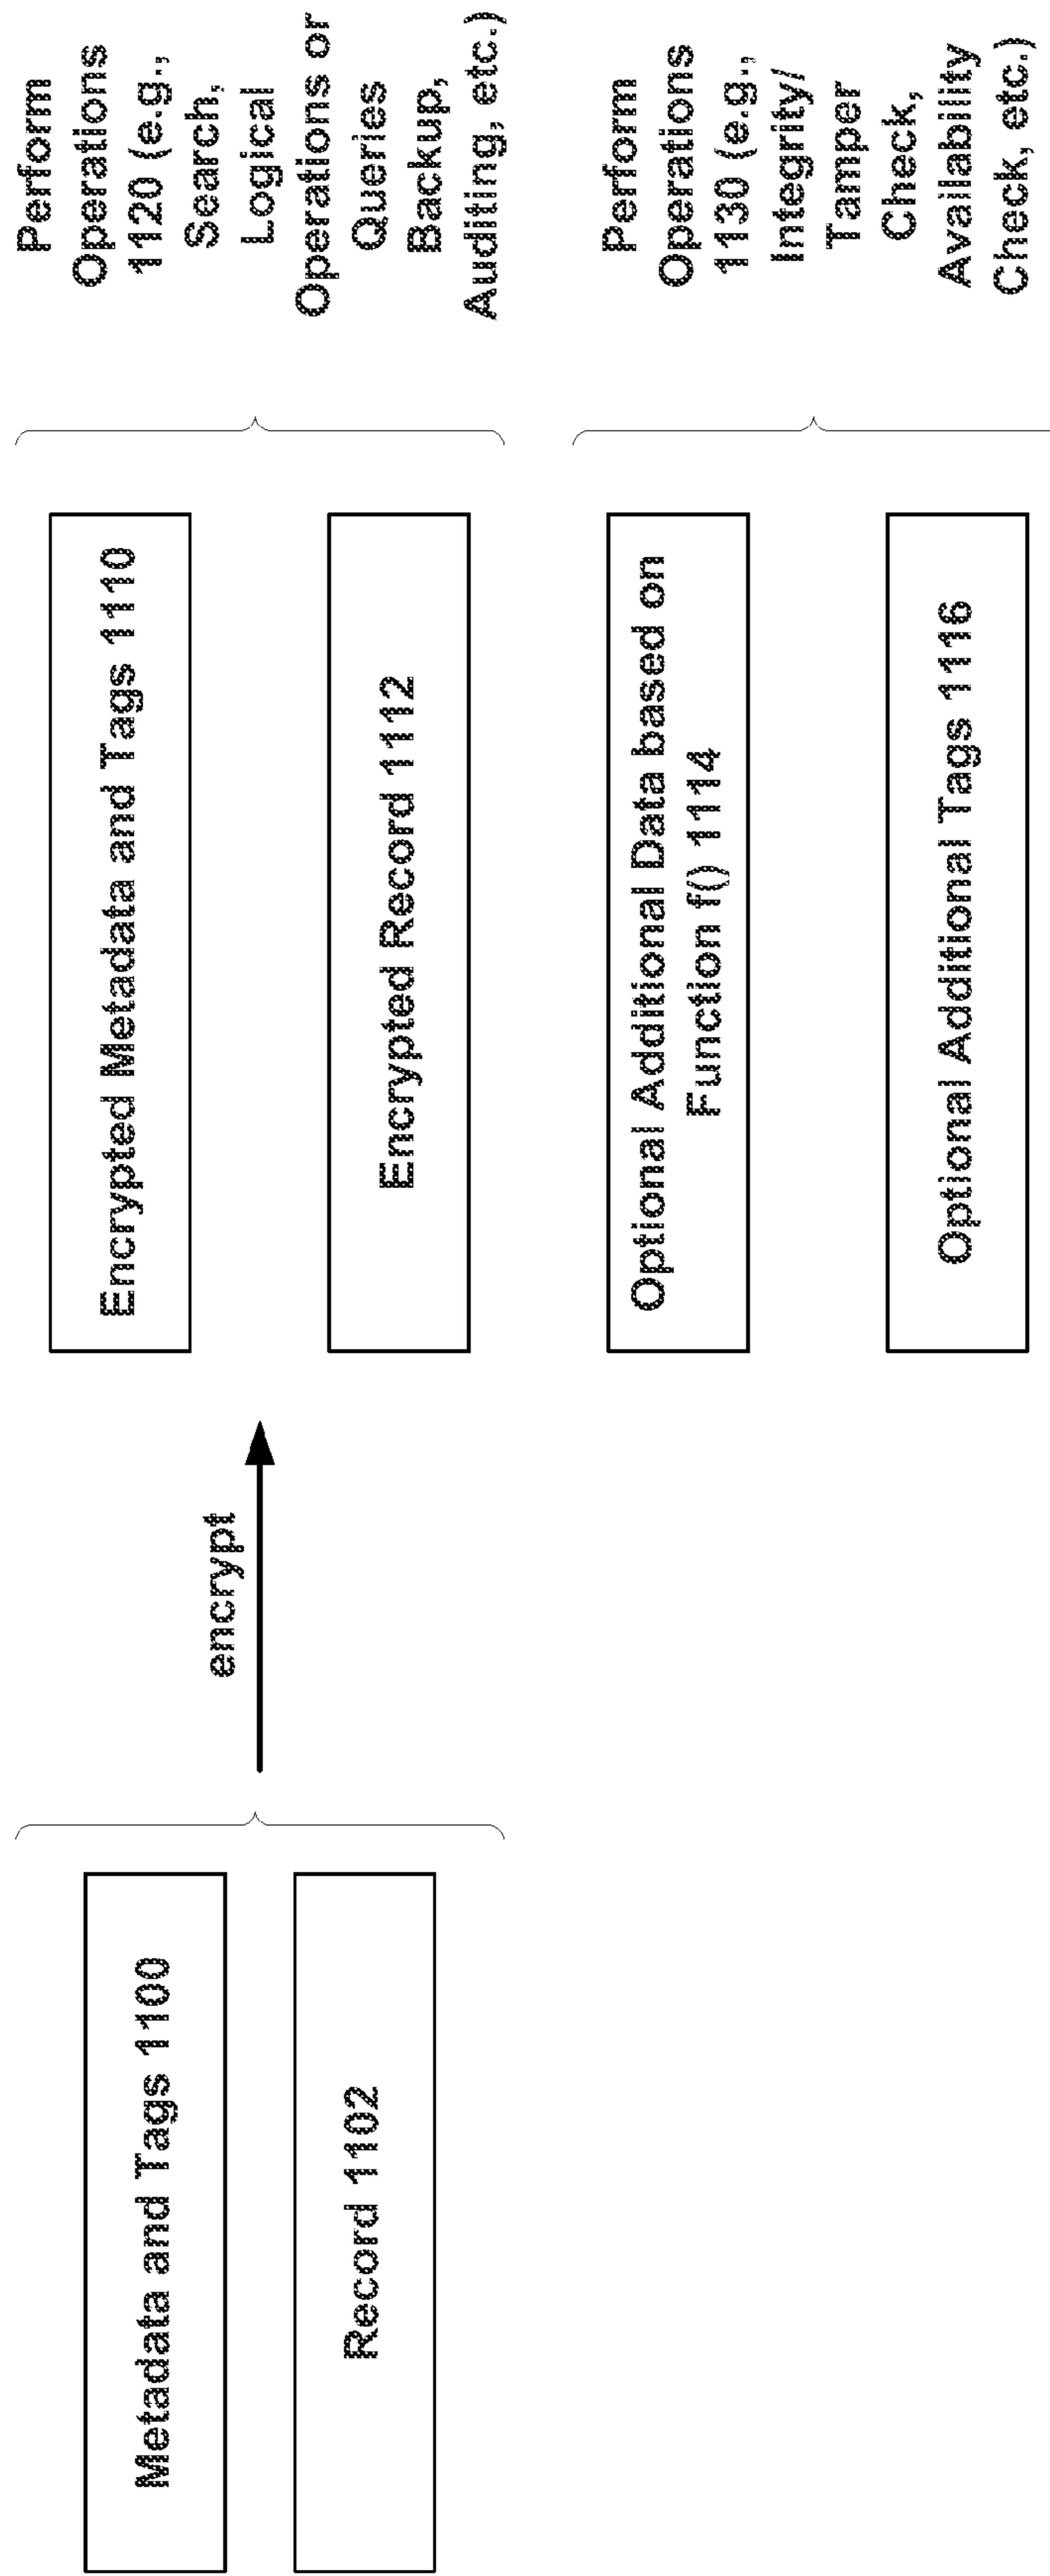 Metadata and Tags 1100
Record 1102
encrypt
Encrypted Metadata and Tags 1110
Encrypted Record 1112
Optional Additional Data based on
Function f() 1114
Optional Additional Tags 1116
Perform
Operations
1120 (e.g.,
Search,
Logical
Operations or
Queries
Backup,
Auditing, etc.)
Perform
Operations
1130 (e.g.,
Integrity/
Tamper
Check,
Availability
Check, etc.)